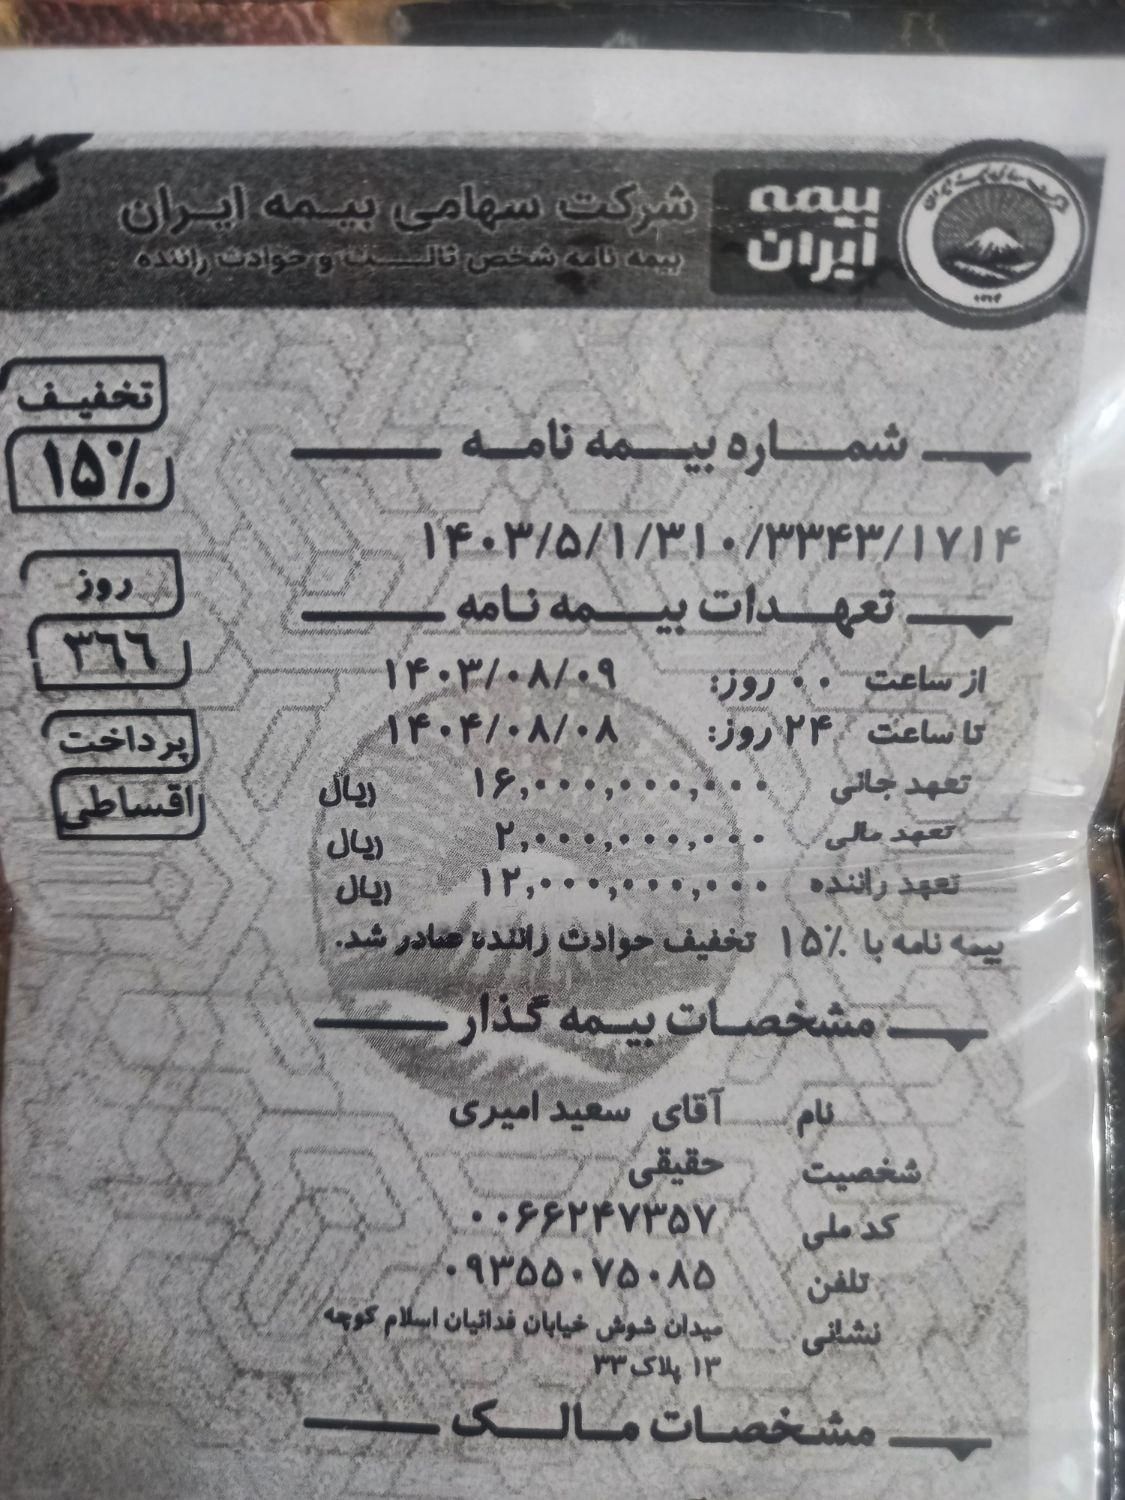 بیمه ایران
شرکت سهامی بیمه ایران
بیمه نامه شخص ثالث و حوادث راننده
تخفیف
۱۵%
روز
۳۶۶
پرداخت
اقساطی
شماره بیمه نامه
۱۴۰۳/۵/۱/۳۱۰/۳۳۴۳/۱۷۱۴
تعهدات بیمه نامه
از ساعت ۰۰ روز: ۱۴۰۳/۰۸/۰۹
تا ساعت ۲۴ روز: ۱۴۰۴/۰۸/۰۸
تعهد جانی ۱۶,۰۰۰,۰۰۰,۰۰۰ ریال
تعهد مالی ۲,۰۰۰,۰۰۰,۰۰۰ ریال
تعهد راننده ۱۲,۰۰۰,۰۰۰,۰۰۰ ریال
بیمه نامه با ۱۵% تخفیف حوادث راننده صادر شد.
مشخصات بیمه گذار
نام آقای سعید امیری
شخصیت حقیقی
کد ملی ۰۰۶۶۲۴۷۳۵۷
تلفن ۰۹۳۵۵۰۷۵۰۸۵
نشانی میدان شوش خیابان فدائیان اسلام کوچه
۱۳ پلاک ۳۳
مشخصات مالک